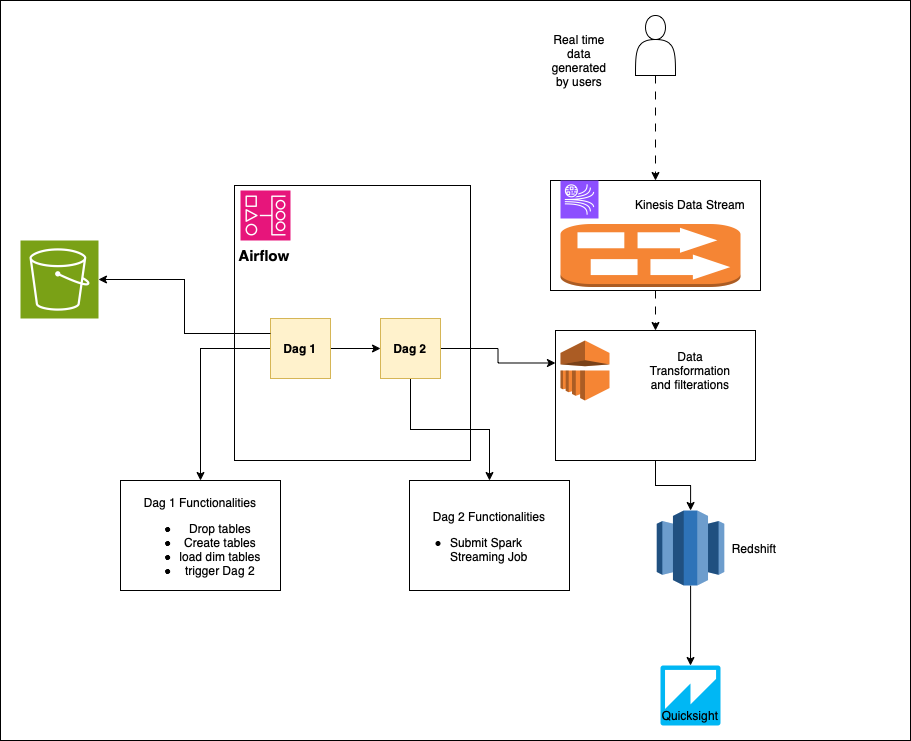 Real time
data
generated
by users
Kinesis Data Stream
Airflow
Dag 1
Dag 2
Data
Transformation
and filterations
Dag 1 Functionalities
● Drop tables
● Create tables
● load dim tables
● trigger Dag 2
Dag 2 Functionalities
● Submit Spark
Streaming Job
Redshift
Quicksight